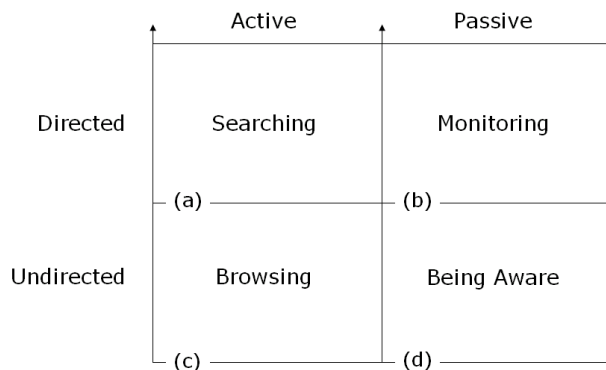 Active Passive
Directed Searching Monitoring
(a) (b)
Undirected Browsing Being Aware
(c) (d)